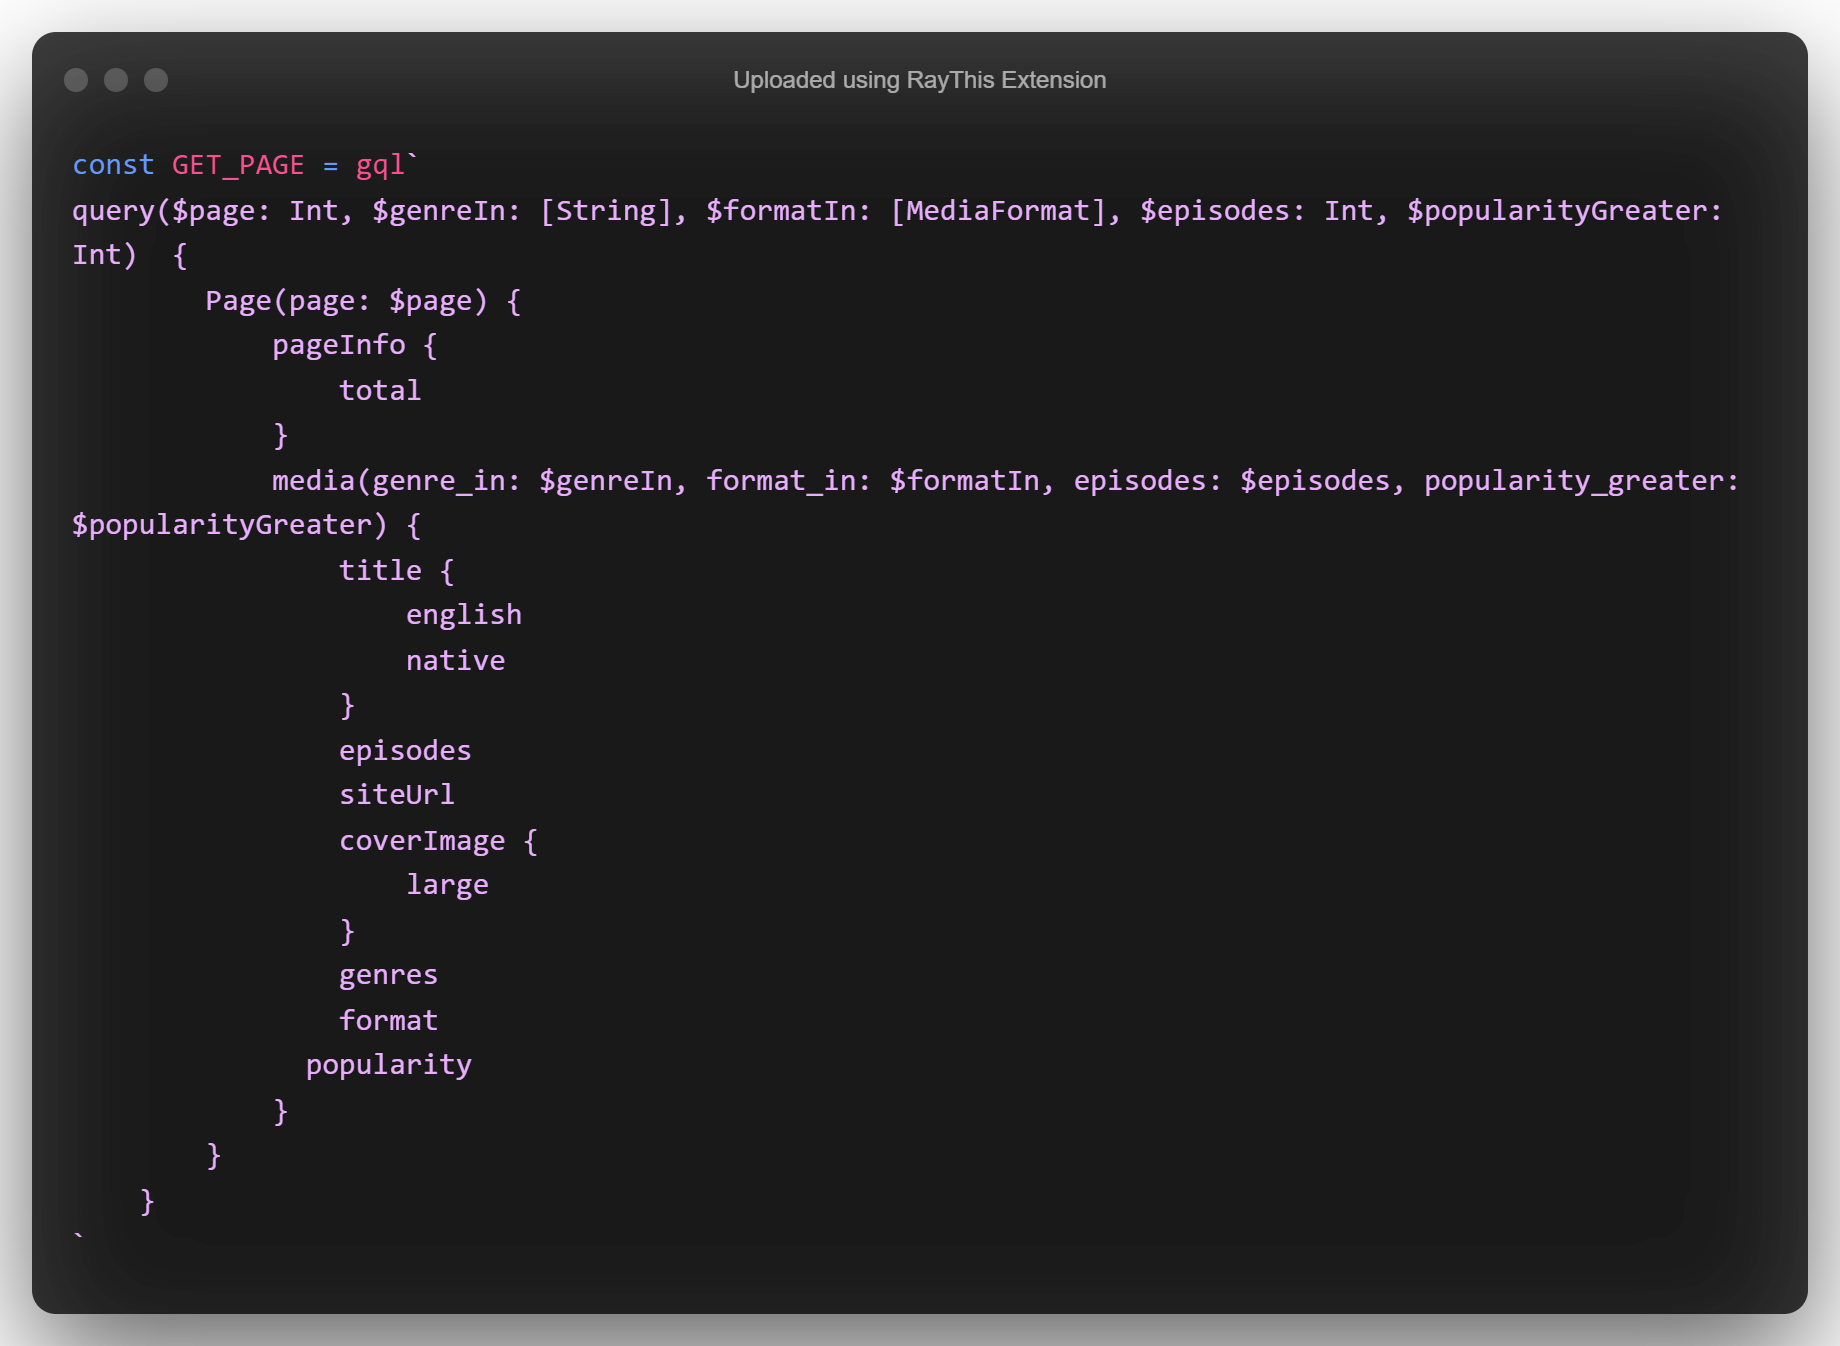 Uploaded using RayThis Extension
const GET_PAGE = gql`
query($page: Int, $genreIn: [String], $formatIn: [MediaFormat], $episodes: Int, $popularityGreater:
Int)  {
        Page(page: $page) {
            pageInfo {
                total
            }
            media(genre_in: $genreIn, format_in: $formatIn, episodes: $episodes, popularity_greater:
$popularityGreater) {
                title {
                    english
                    native
                }
                episodes
                siteUrl
                coverImage {
                    large
                }
                genres
                format
              popularity
            }
        }
    }
`